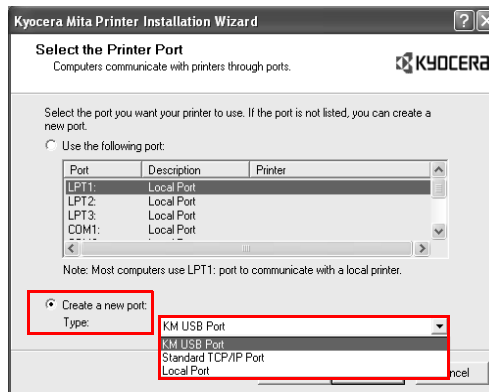 Kyocera Mita Printer Installation Wizard
Select the Printer Port
Computers communicate with printers through ports.
KYOCERA
Select the port you want your printer to use. If the port is not listed, you can create a
new port.
Use the following port:
Port Description Printer
LPT1: Local Port
LPT2: Local Port
LPT3: Local Port
COM1: Local Port
Note: Most computers use LPT1: port to communicate with a local printer.
Create a new port:
Type:
KM USB Port
KM USB Port
Standard TCP/IP Port
Local Port
ncel